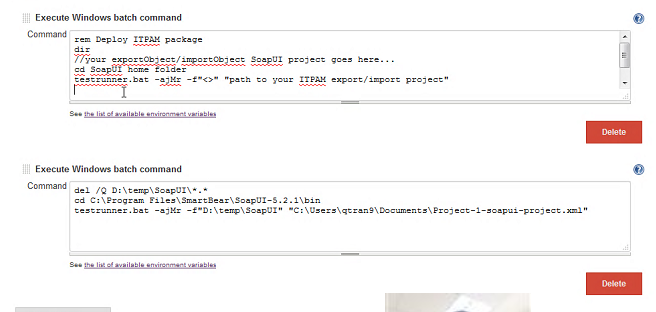 Execute Windows batch command
Command
rem Deploy ITPAM package
dir
//your exportObject/importObject SoapUI project goes here...
cd SoapUI home folder
testrunner.bat -ajMr -f"<>" "path to your ITPAM export/import project"
See the list of available environment variables
Delete
Execute Windows batch command
Command
del /Q D:\temp\SoapUI\*.*
cd C:\Program Files\SmartBear\SoapUI-5.2.1\bin
testrunner.bat -ajMr -f"D:\temp\SoapUI" "C:\Users\qtran9\Documents\Project-1-soapui-project.xml"
See the list of available environment variables
Delete